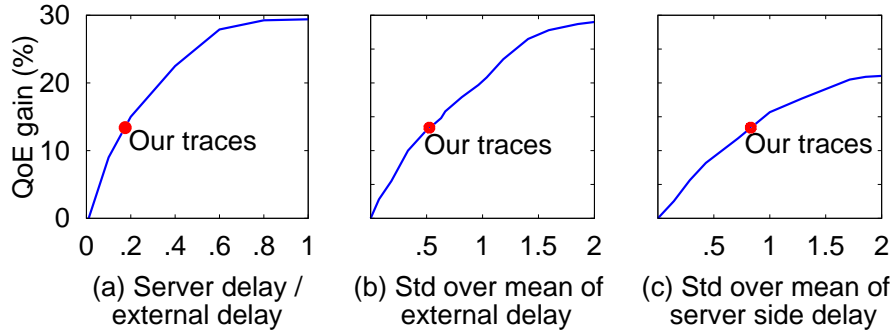 QoE gain (%)
30
20
10
0
Our traces
0 .2 .4 .6 .8 1
(a) Server delay /
external delay
Our traces
.5 1 1.5 2
(b) Std over mean of
external delay
Our traces
.5 1 1.5 2
(c) Std over mean of
server side delay